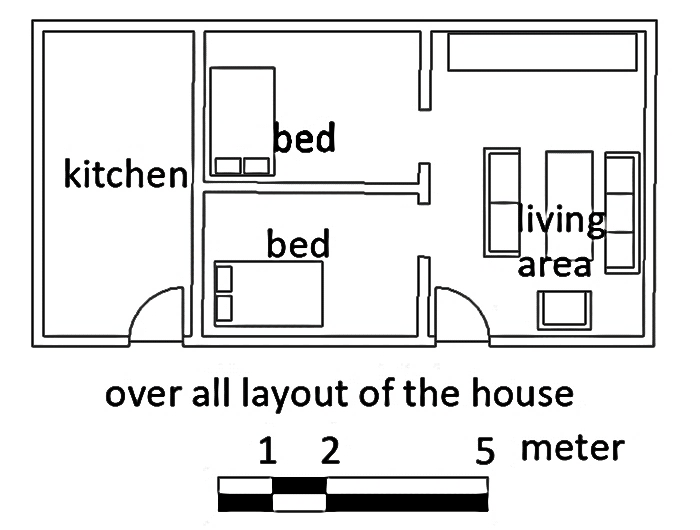 bed
kitchen
bed
living
area
over all layout of the house
1 2 5 meter